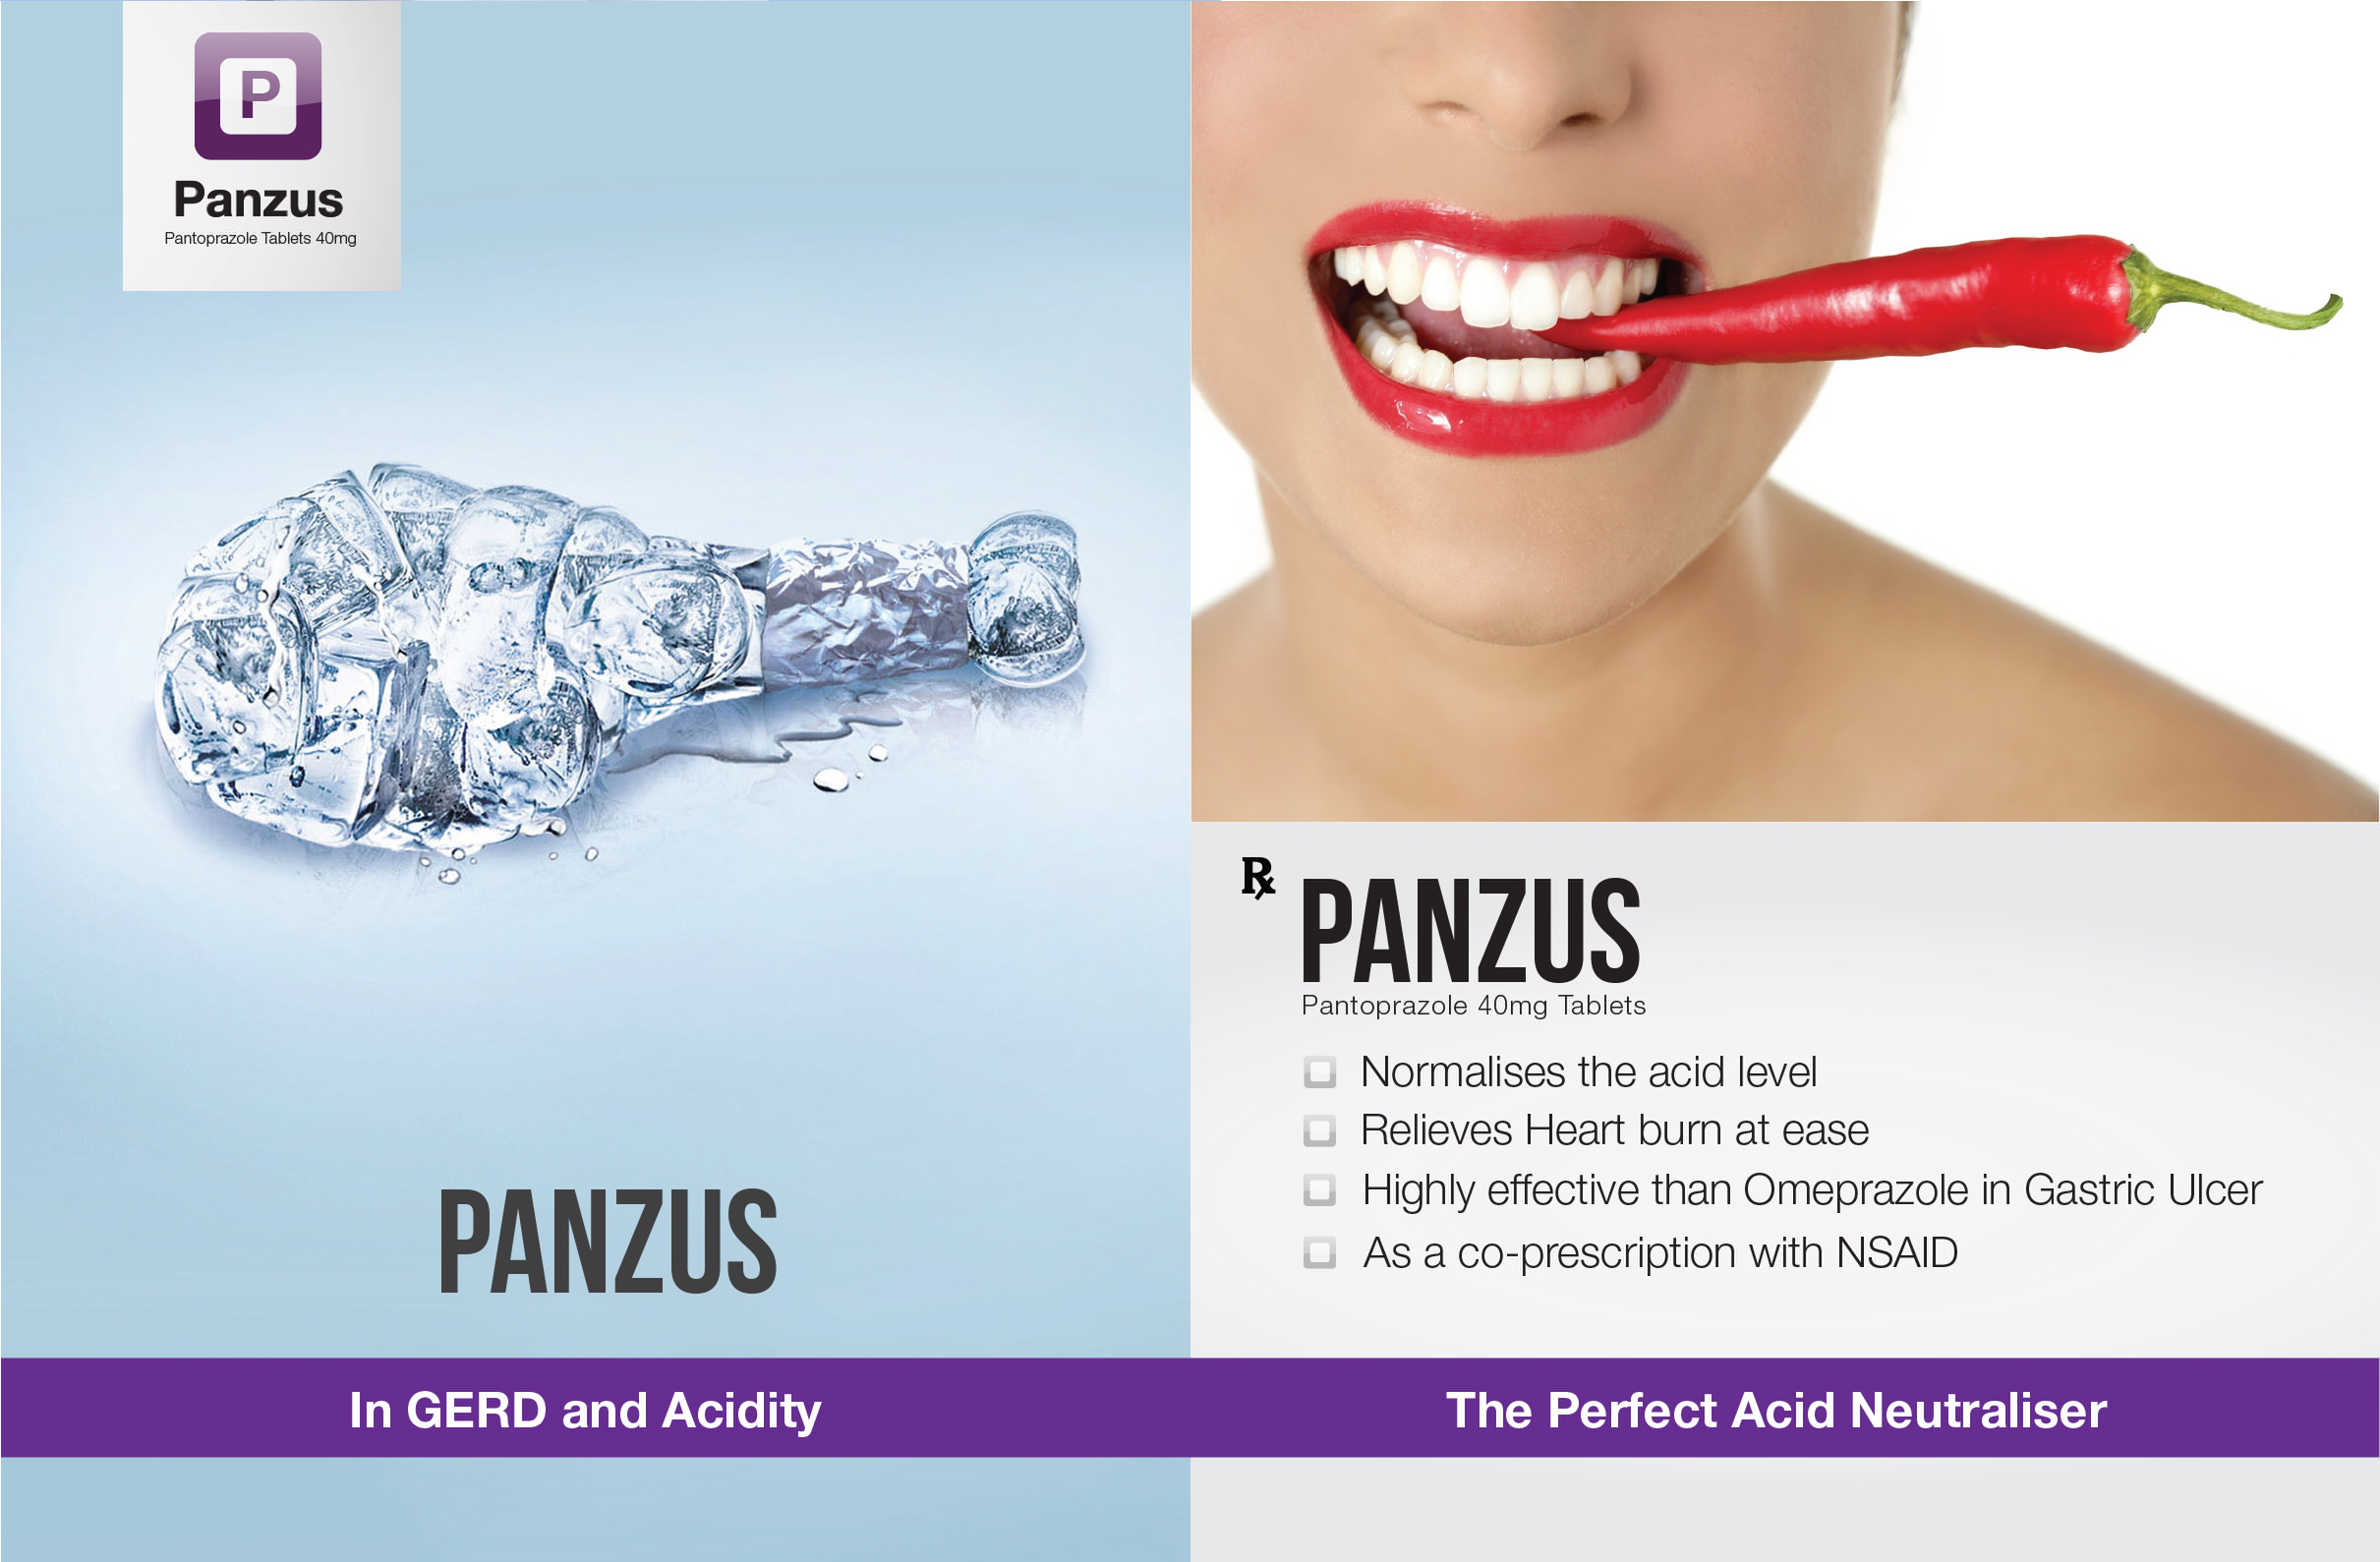 P
Panzus
Pantoprazole Tablets 40mg
PANZUS
In GERD and Acidity
℞ PANZUS
Pantoprazole 40mg Tablets
Normalises the acid level
Relieves Heart burn at ease
Highly effective than Omeprazole in Gastric Ulcer
As a co-prescription with NSAID
The Perfect Acid Neutraliser